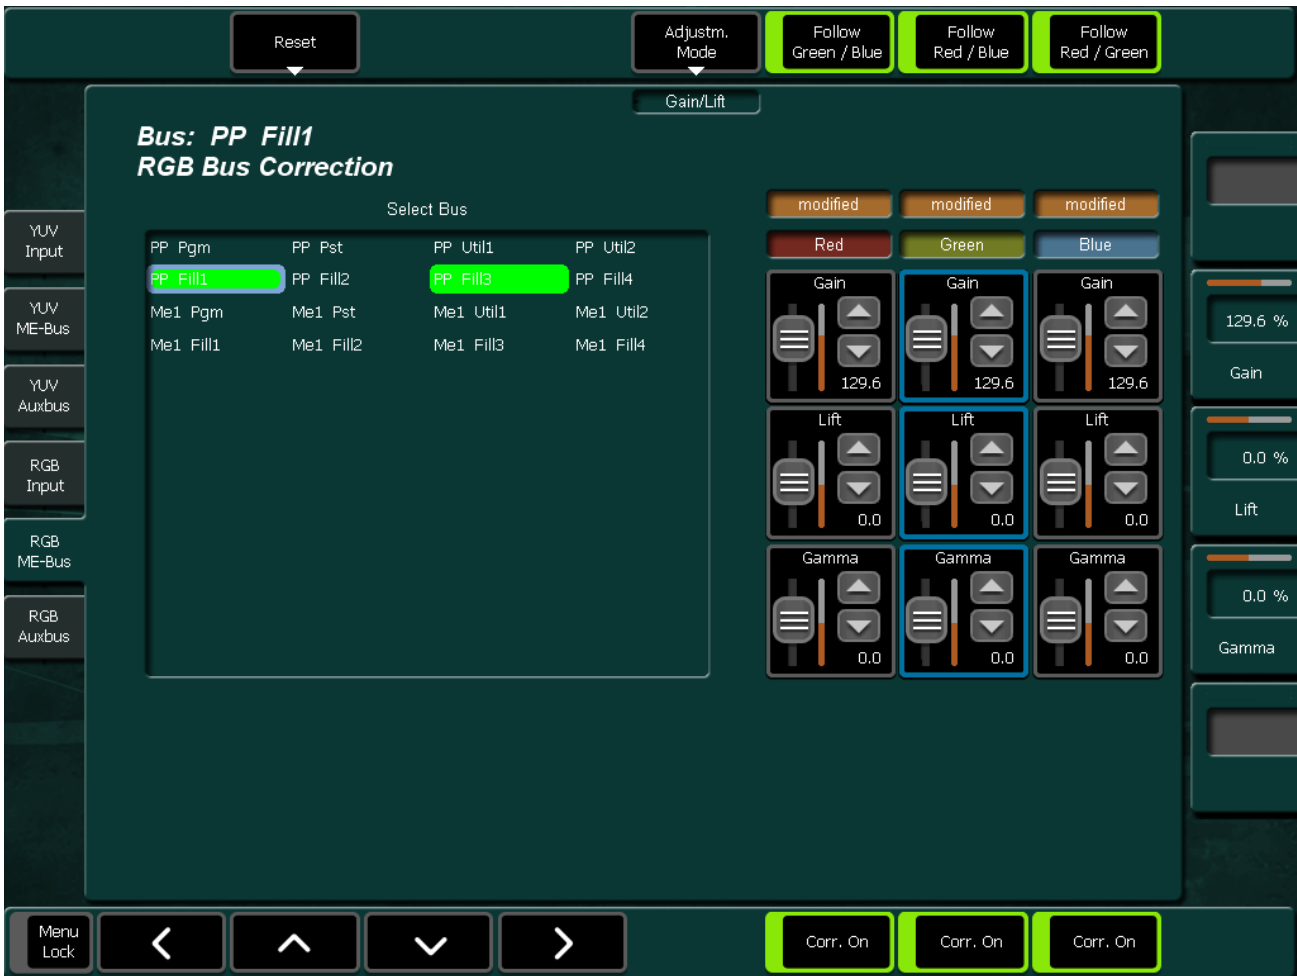 Reset
Adjustm.
Mode
Follow
Green / Blue
Follow
Red / Blue
Follow
Red / Green
Gain/Lift
Bus:  PP  Fill1
RGB Bus Correction
Select Bus
PP  Pgm
PP  Pst
PP  Util1
PP  Util2
PP  Fill1
PP  Fill2
PP  Fill3
PP  Fill4
Me1  Pgm
Me1  Pst
Me1  Util1
Me1  Util2
Me1  Fill1
Me1  Fill2
Me1  Fill3
Me1  Fill4
YUV
Input
YUV
ME-Bus
YUV
Auxbus
RGB
Input
RGB
ME-Bus
RGB
Auxbus
modified
modified
modified
Red
Green
Blue
Gain
129.6
Gain
129.6
Gain
129.6
Lift
0.0
Lift
0.0
Lift
0.0
Gamma
0.0
Gamma
0.0
Gamma
0.0
129.6 %
Gain
0.0 %
Lift
0.0 %
Gamma
Menu
Lock
Corr. On
Corr. On
Corr. On